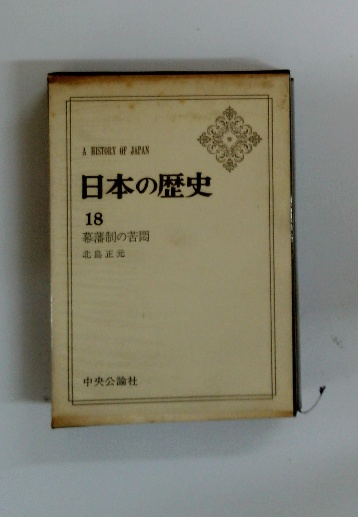 A HISTORY OF JAPAN
日本の歴史
18
幕藩制の苦悶
北島正元
中央公論社